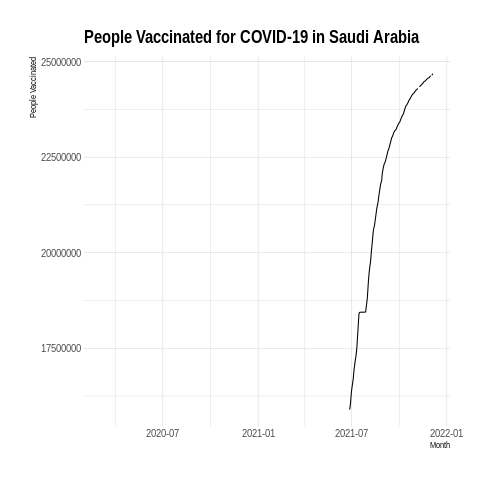 People Vaccinated for COVID-19 in Saudi Arabia
People Vaccinated
25000000
22500000
20000000
17500000
2020-07
2021-01
2021-07
2022-01
Month